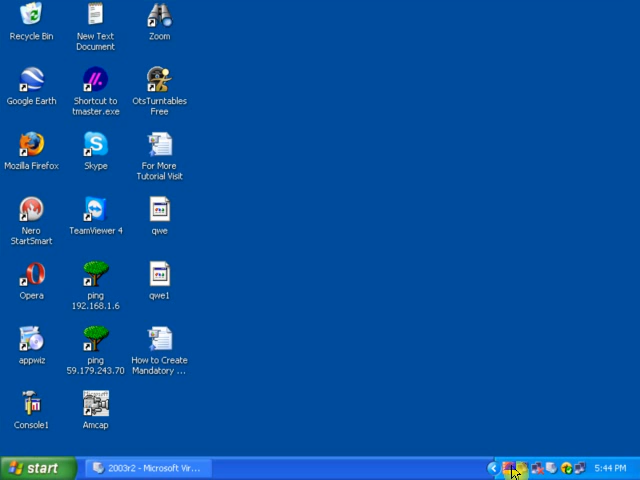 Recycle Bin
New Text
Document
Zoom
Google Earth
Shortcut to
tmaster.exe
OtsTurntables
Free
Mozilla Firefox
Skype
For More
Tutorial Visit
Nero
StartSmart
TeamViewer 4
qwe
Opera
ping
192.168.1.6
qwe1
appwiz
ping
59.179.243.70
How to Create
Mandatory ...
Console1
Amcap
start
2003r2 - Microsoft Vir...
5:44 PM